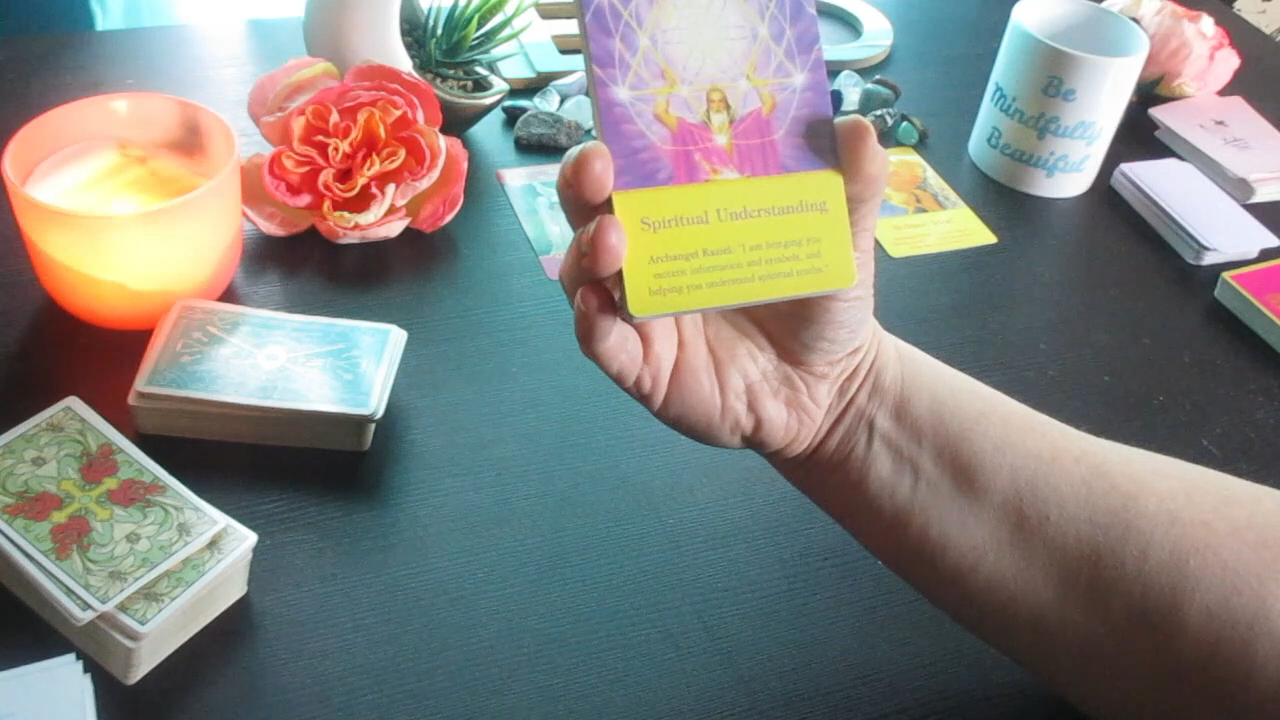 Spiritual Understanding
Archangel Raziel: "I am bringing you
esoteric information and symbols, and
helping you understand spiritual truths."
Be
Mindfully
Beauiful